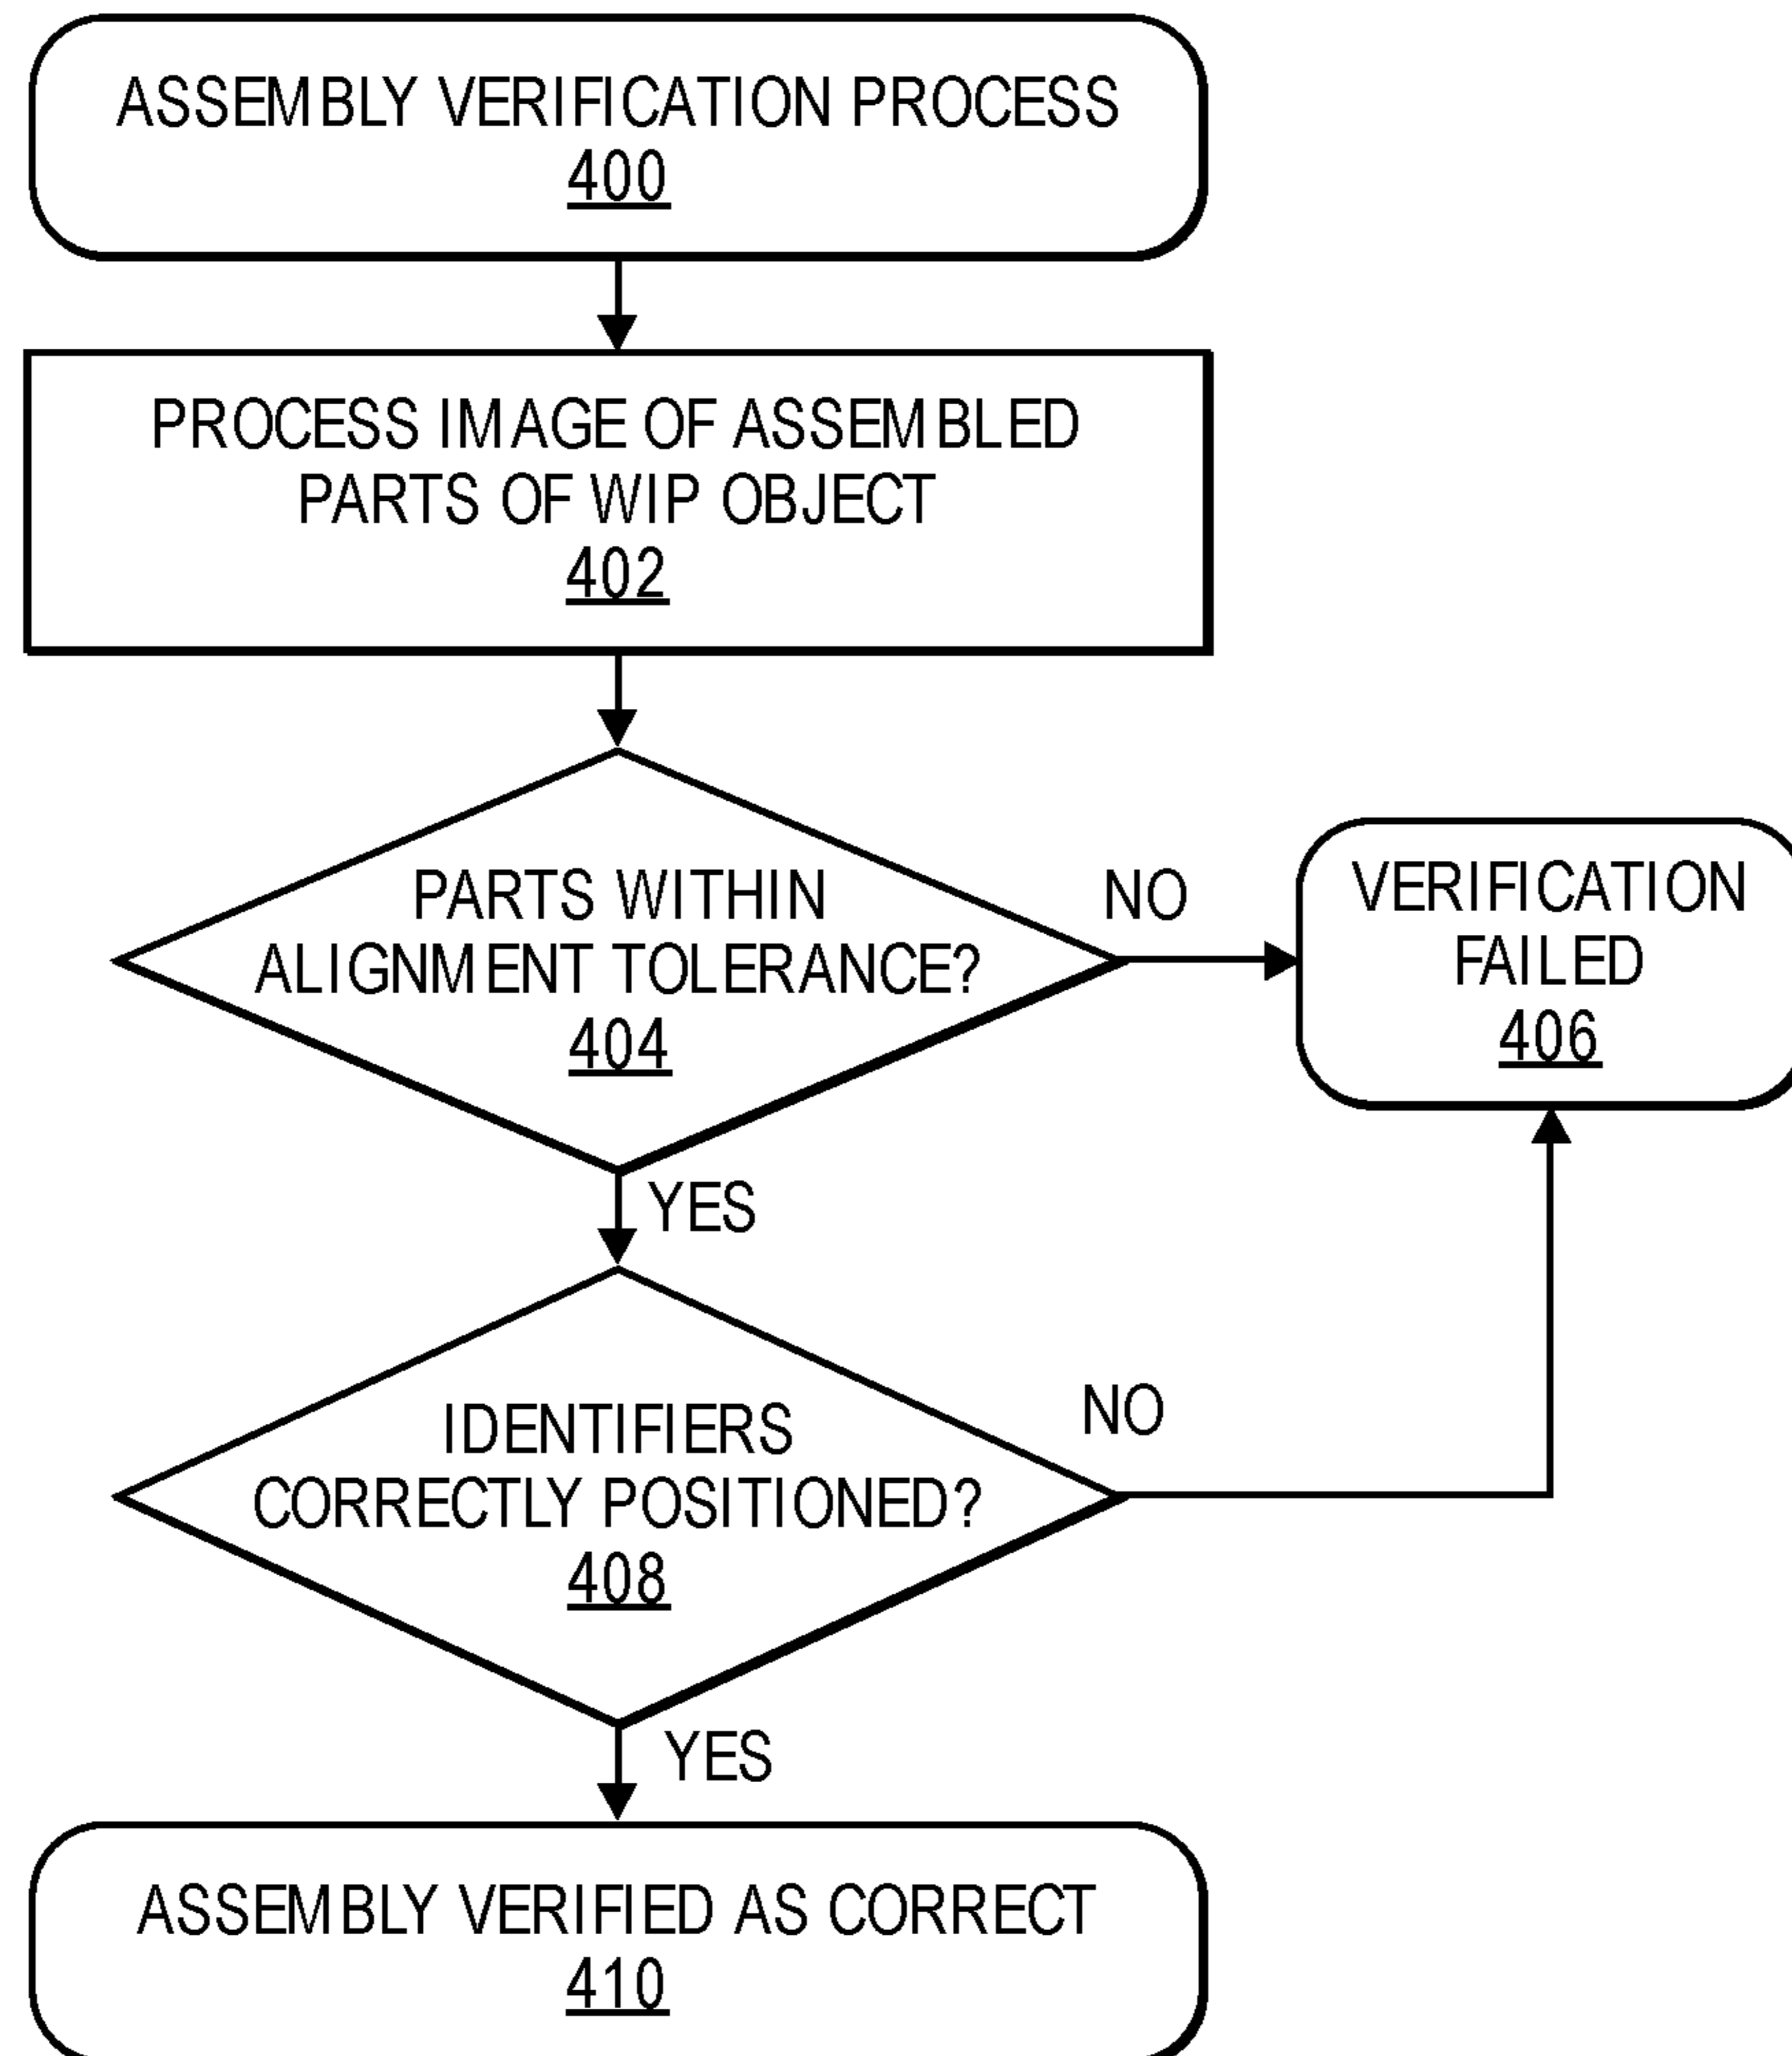 ASSEMBLY VERIFICATION PROCESS
400
PROCESS IMAGE OF ASSEMBLED
PARTS OF WIP OBJECT
402
PARTS WITHIN
ALIGNMENT TOLERANCE?
404
NO
VERIFICATION
FAILED
406
YES
IDENTIFIERS
CORRECTLY POSITIONED?
408
NO
YES
ASSEMBLY VERIFIED AS CORRECT
410